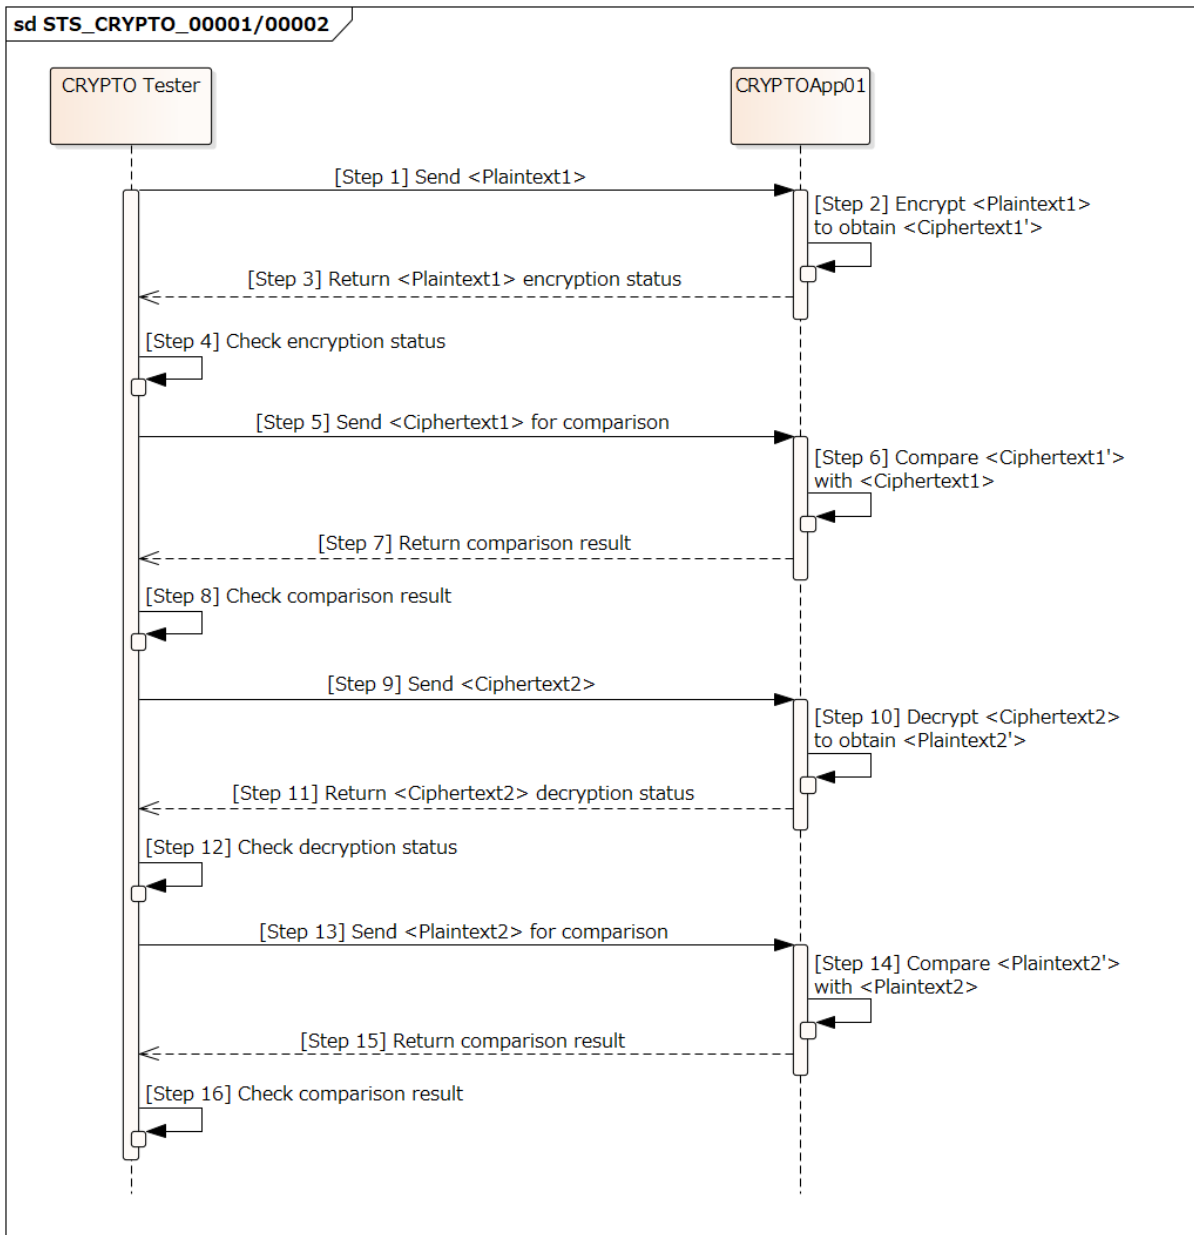 sd STS_CRYPTO_00001/00002
CRYPTO Tester
CRYPTOApp01
[Step 1] Send <Plaintext1>
[Step 2] Encrypt <Plaintext1>
to obtain <Ciphertext1'>
[Step 3] Return <Plaintext1> encryption status
[Step 4] Check encryption status
[Step 5] Send <Ciphertext1> for comparison
[Step 6] Compare <Ciphertext1'>
with <Ciphertext1>
[Step 7] Return comparison result
[Step 8] Check comparison result
[Step 9] Send <Ciphertext2>
[Step 10] Decrypt <Ciphertext2>
to obtain <Plaintext2'>
[Step 11] Return <Ciphertext2> decryption status
[Step 12] Check decryption status
[Step 13] Send <Plaintext2> for comparison
[Step 14] Compare <Plaintext2'>
with <Plaintext2>
[Step 15] Return comparison result
[Step 16] Check comparison result